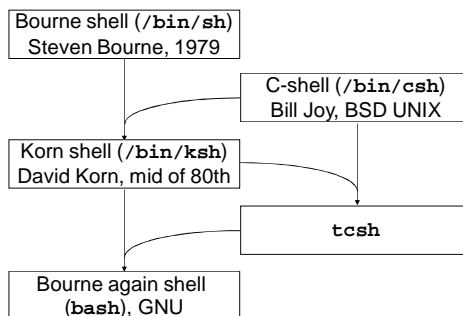 Bourne shell (/bin/sh)
Steven Bourne, 1979
C-shell (/bin/csh)
Bill Joy, BSD UNIX
Korn shell (/bin/ksh)
David Korn, mid of 80th
tcsh
Bourne again shell
(bash), GNU